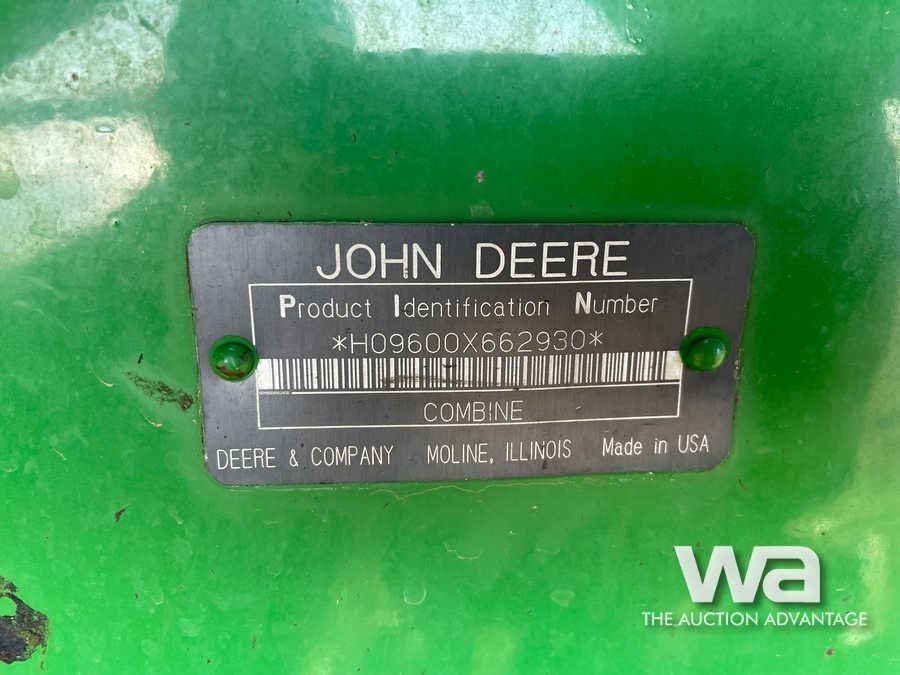 JOHN DEERE
Product Identification Number
*H09600X662930*
COMBINE
DEERE & COMPANY MOLINE, ILLINOIS Made in USA
wa
THE AUCTION ADVANTAGE